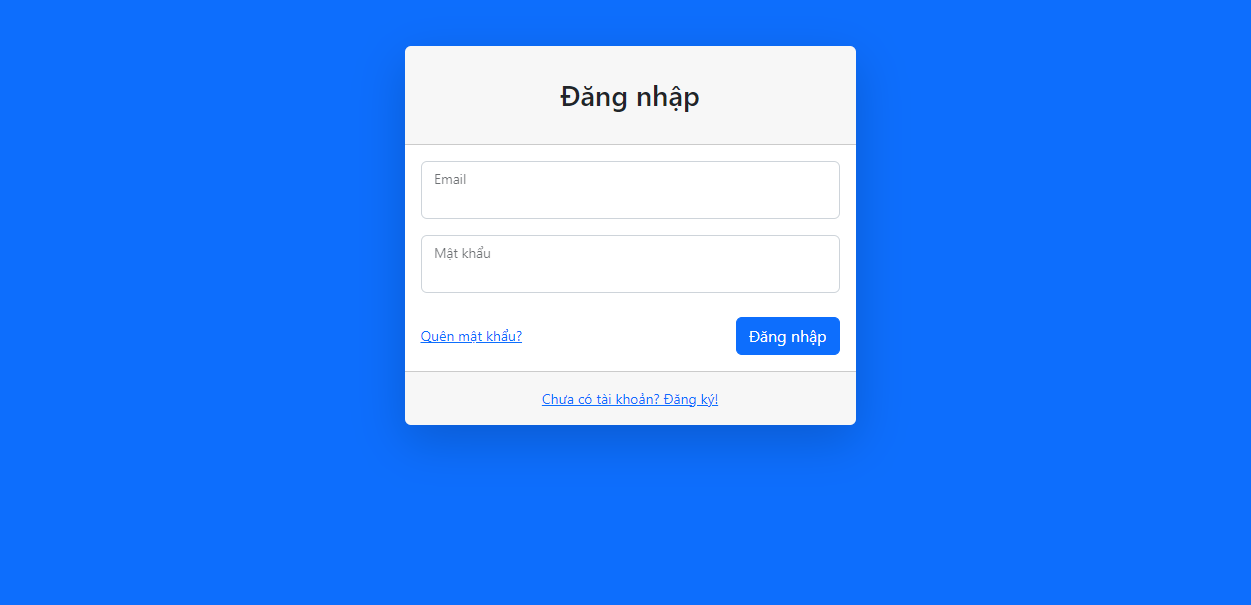 Đăng nhập
Email
Mật khẩu
Quên mật khẩu?
Đăng nhập
Chưa có tài khoản? Đăng ký!